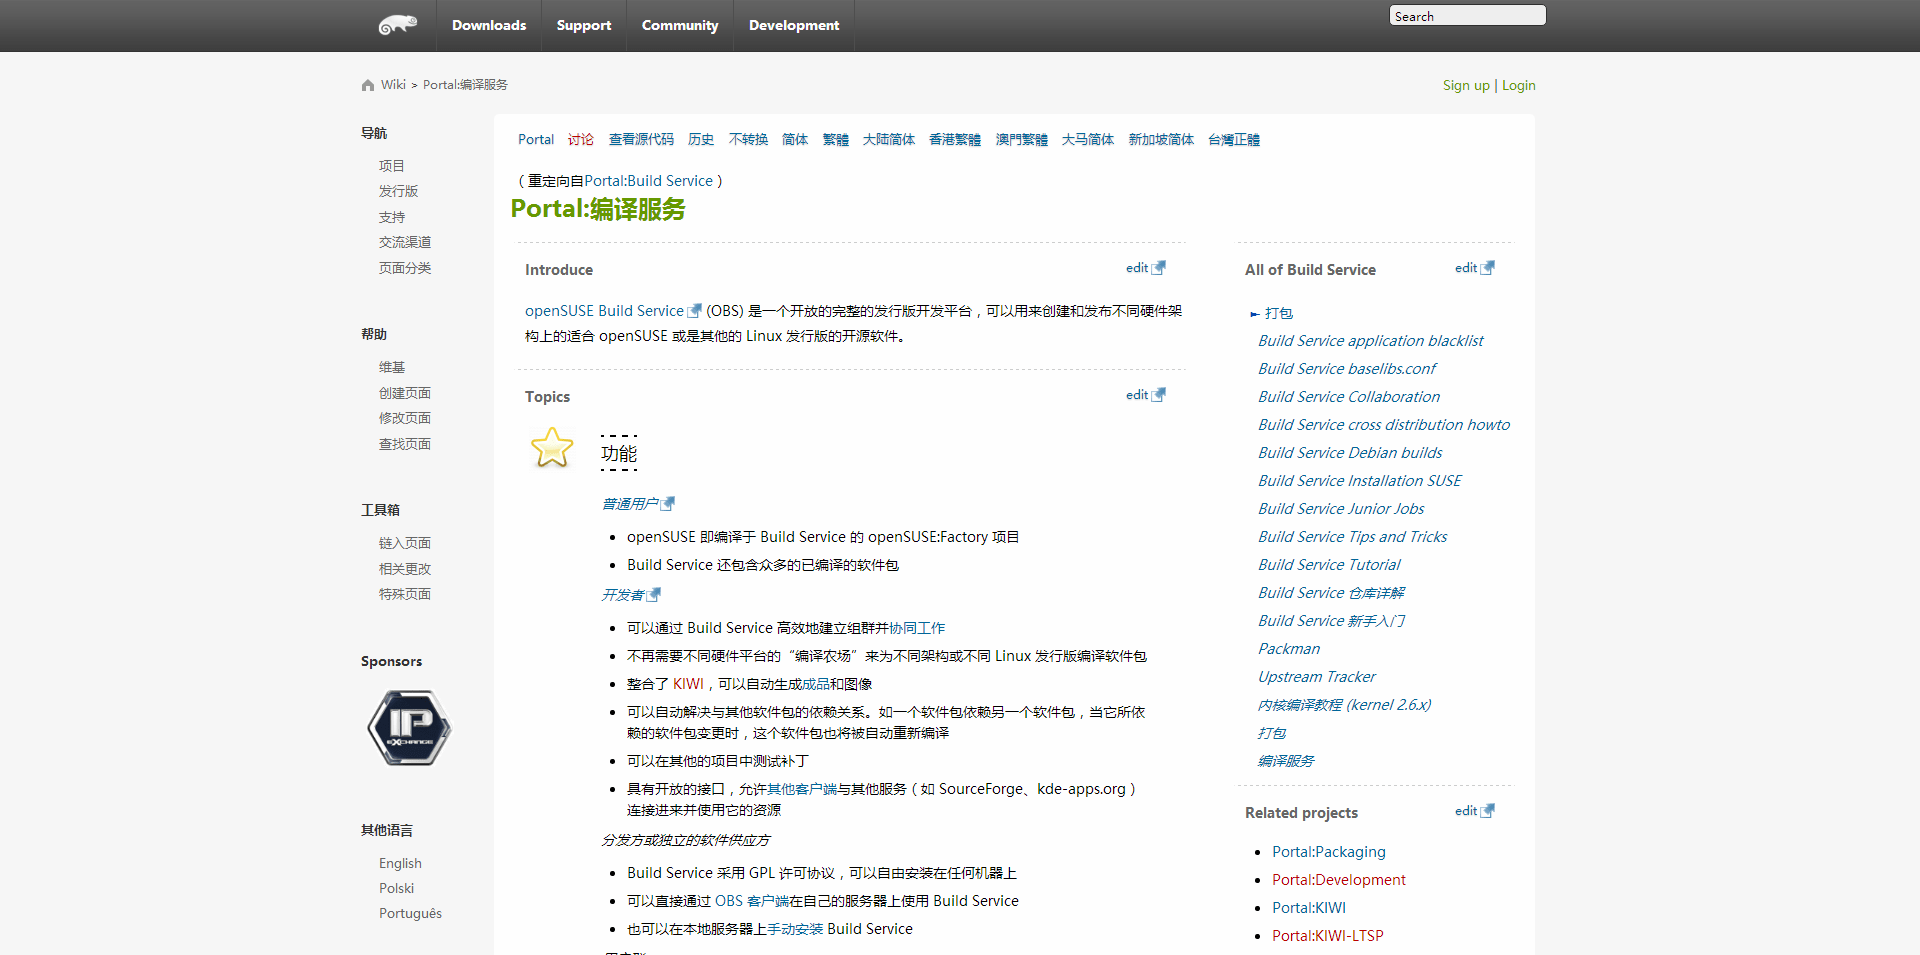 Downloads Support Community Development Search
Wiki > Portal:编译服务
Sign up | Login
导航
项目
发行版
支持
交流渠道
页面分类
帮助
维基
创建页面
修改页面
查找页面
工具箱
链入页面
相关更改
特殊页面
Sponsors
IP
EXCHANGE
其他语言
English
Polski
Português
Portal 讨论 查看源代码 历史 不转换 简体 繁體 大陆简体 香港繁體 澳門繁體 大马简体 新加坡简体 台灣正體
（重定向自Portal:Build Service）
Portal:编译服务
Introduce edit
openSUSE Build Service (OBS) 是一个开放的完整的发行版开发平台，可以用来创建和发布不同硬件架
构上的适合 openSUSE 或是其他的 Linux 发行版的开源软件。
Topics edit
功能
普通用户
• openSUSE 即编译于 Build Service 的 openSUSE:Factory 项目
• Build Service 还包含众多的已编译的软件包
开发者
• 可以通过 Build Service 高效地建立组群并协同工作
• 不再需要不同硬件平台的“编译农场”来为不同架构或不同 Linux 发行版编译软件包
• 整合了 KIWI，可以自动生成成品和图像
• 可以自动解决与其他软件包的依赖关系。如一个软件包依赖另一个软件包，当它所依
赖的软件包变更时，这个软件包也将被自动重新编译
• 可以在其他的项目中测试补丁
• 具有开放的接口，允许其他客户端与其他服务（如 SourceForge、kde-apps.org）
连接进来并使用它的资源
分发方或独立的软件供应方
• Build Service 采用 GPL 许可协议，可以自由安装在任何机器上
• 可以直接通过 OBS 客户端在自己的服务器上使用 Build Service
• 也可以在本地服务器上手动安装 Build Service
All of Build Service edit
► 打包
Build Service application blacklist
Build Service baselibs.conf
Build Service Collaboration
Build Service cross distribution howto
Build Service Debian builds
Build Service Installation SUSE
Build Service Junior Jobs
Build Service Tips and Tricks
Build Service Tutorial
Build Service 仓库详解
Build Service 新手入门
Packman
Upstream Tracker
内核编译教程 (kernel 2.6.x)
打包
编译服务
Related projects edit
• Portal:Packaging
• Portal:Development
• Portal:KIWI
• Portal:KIWI-LTSP